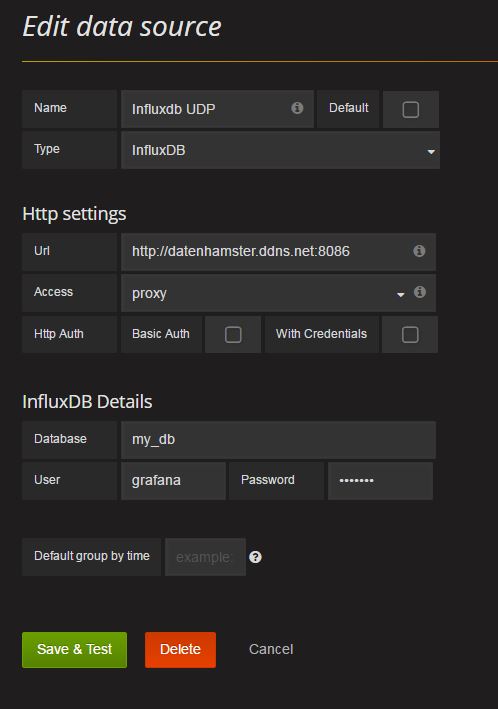 Edit data source
Name Influxdb UDP Default
Type InfluxDB
Http settings
Url http://datenhamster.ddns.net:8086
Access proxy
Http Auth Basic Auth With Credentials
InfluxDB Details
Database my_db
User grafana Password •••••••
Default group by time example:
Save & Test Delete Cancel